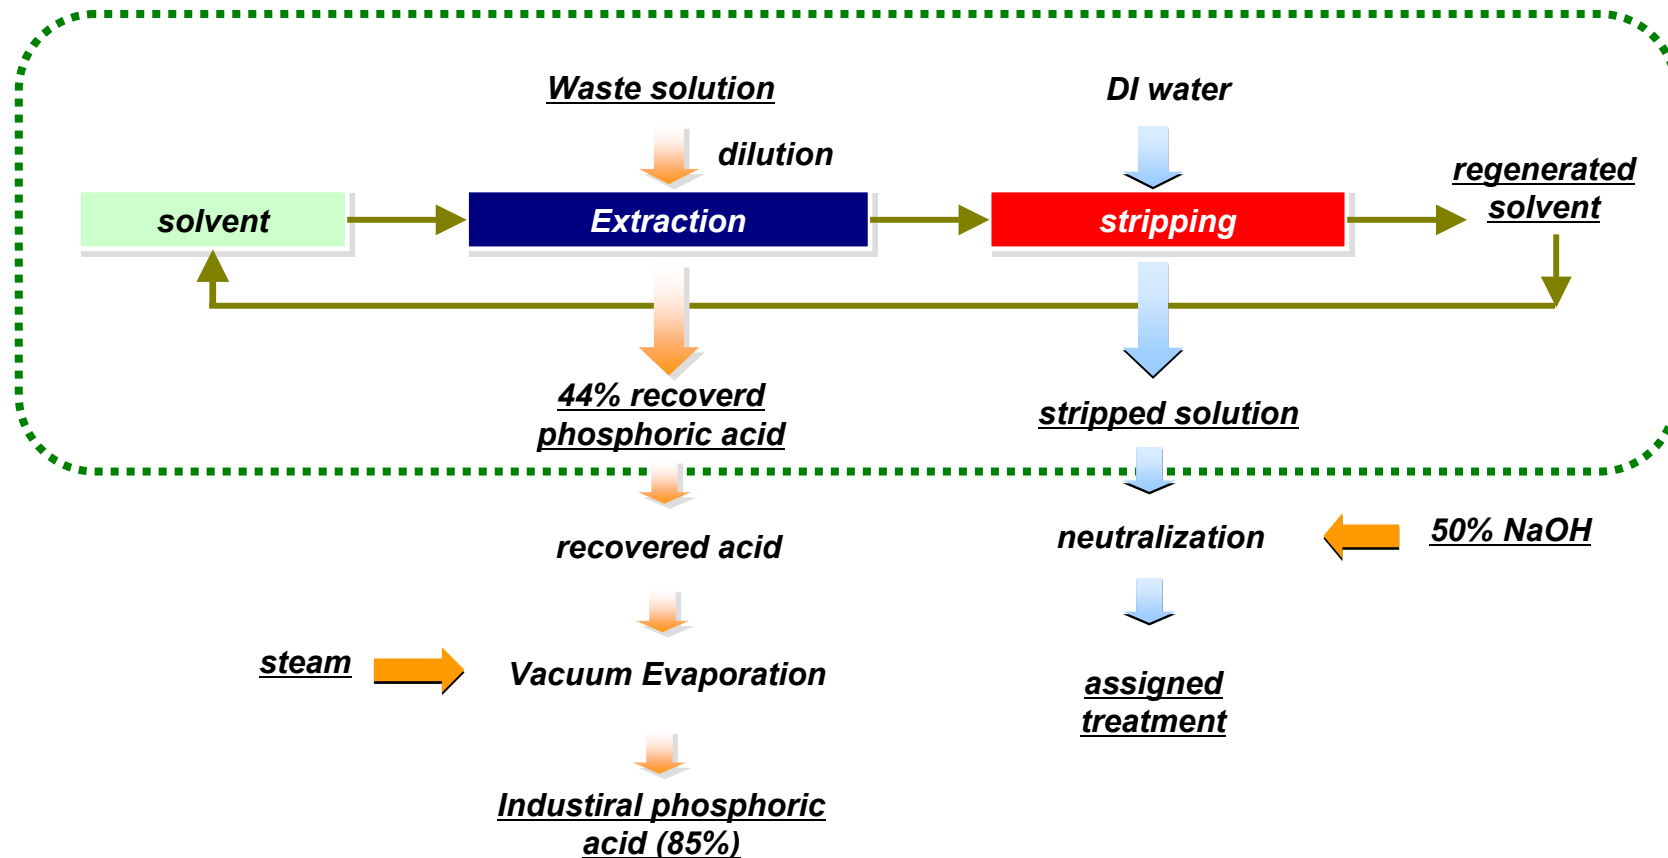 Waste solution
DI water
dilution
regenerated
solvent
solvent
Extraction
stripping
44% recoverd
phosphoric acid
stripped solution
recovered acid
neutralization
50% NaOH
steam
Vacuum Evaporation
assigned
treatment
Industiral phosphoric
acid (85%)